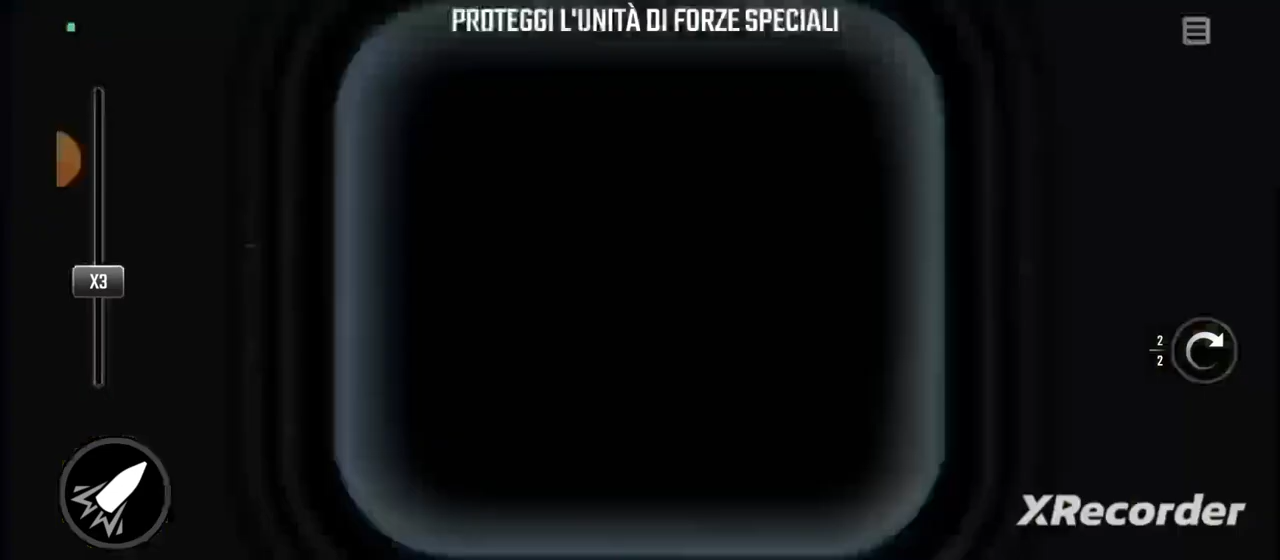 PROTEGGI L'UNITÀ DI FORZE SPECIALI
X3
2
2
XRecorder